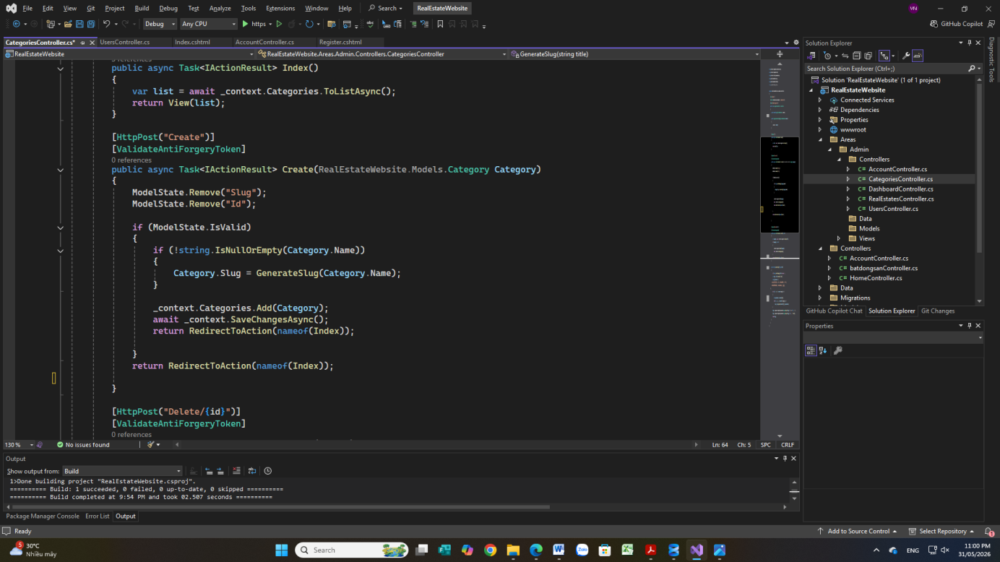 File Edit View Git Project Build Debug Test Analyze Tools Extensions Window Help Search RealEstateWebsite VN
Debug Any CPU https GitHub Copilot
CategoriesController.cs* UsersController.cs Index.cshtml AccountController.cs Register.cshtml
RealEstateWebsite RealEstateWebsite.Areas.Admin.Controllers.CategoriesController GenerateSlug(string title)
public async Task<IActionResult> Index()
{
var list = await _context.Categories.ToListAsync();
return View(list);
}
[HttpPost("Create")]
[ValidateAntiForgeryToken]
0 references
public async Task<IActionResult> Create(RealEstateWebsite.Models.Category Category)
{
ModelState.Remove("Slug");
ModelState.Remove("Id");
if (ModelState.IsValid)
{
if (!string.IsNullOrEmpty(Category.Name))
{
Category.Slug = GenerateSlug(Category.Name);
}
_context.Categories.Add(Category);
await _context.SaveChangesAsync();
return RedirectToAction(nameof(Index));
}
return RedirectToAction(nameof(Index));
}
[HttpPost("Delete/{id}")]
[ValidateAntiForgeryToken]
0 references
130 % No issues found Ln: 64 Ch: 5 SPC CRLF
Output
Show output from: Build
1>Done building project "RealEstateWebsite.csproj".
========== Build: 1 succeeded, 0 failed, 0 up-to-date, 0 skipped ==========
========== Build completed at 9:54 PM and took 02.507 seconds ==========
Package Manager Console Error List Output
Solution Explorer
Search Solution Explorer (Ctrl+;)
Solution 'RealEstateWebsite' (1 of 1 project)
RealEstateWebsite
Connected Services
Dependencies
Properties
wwwroot
Areas
Admin
Controllers
AccountController.cs
CategoriesController.cs
DashboardController.cs
RealEstatesController.cs
UsersController.cs
Data
Models
Views
Controllers
AccountController.cs
batdongsanController.cs
HomeController.cs
Data
Migrations
GitHub Copilot Chat Solution Explorer Git Changes
Properties
Diagnostic Tools
Ready Add to Source Control Select Repository 1
5 30°C
Nhiều mây
Search
ENG
11:00 PM
31/05/2026